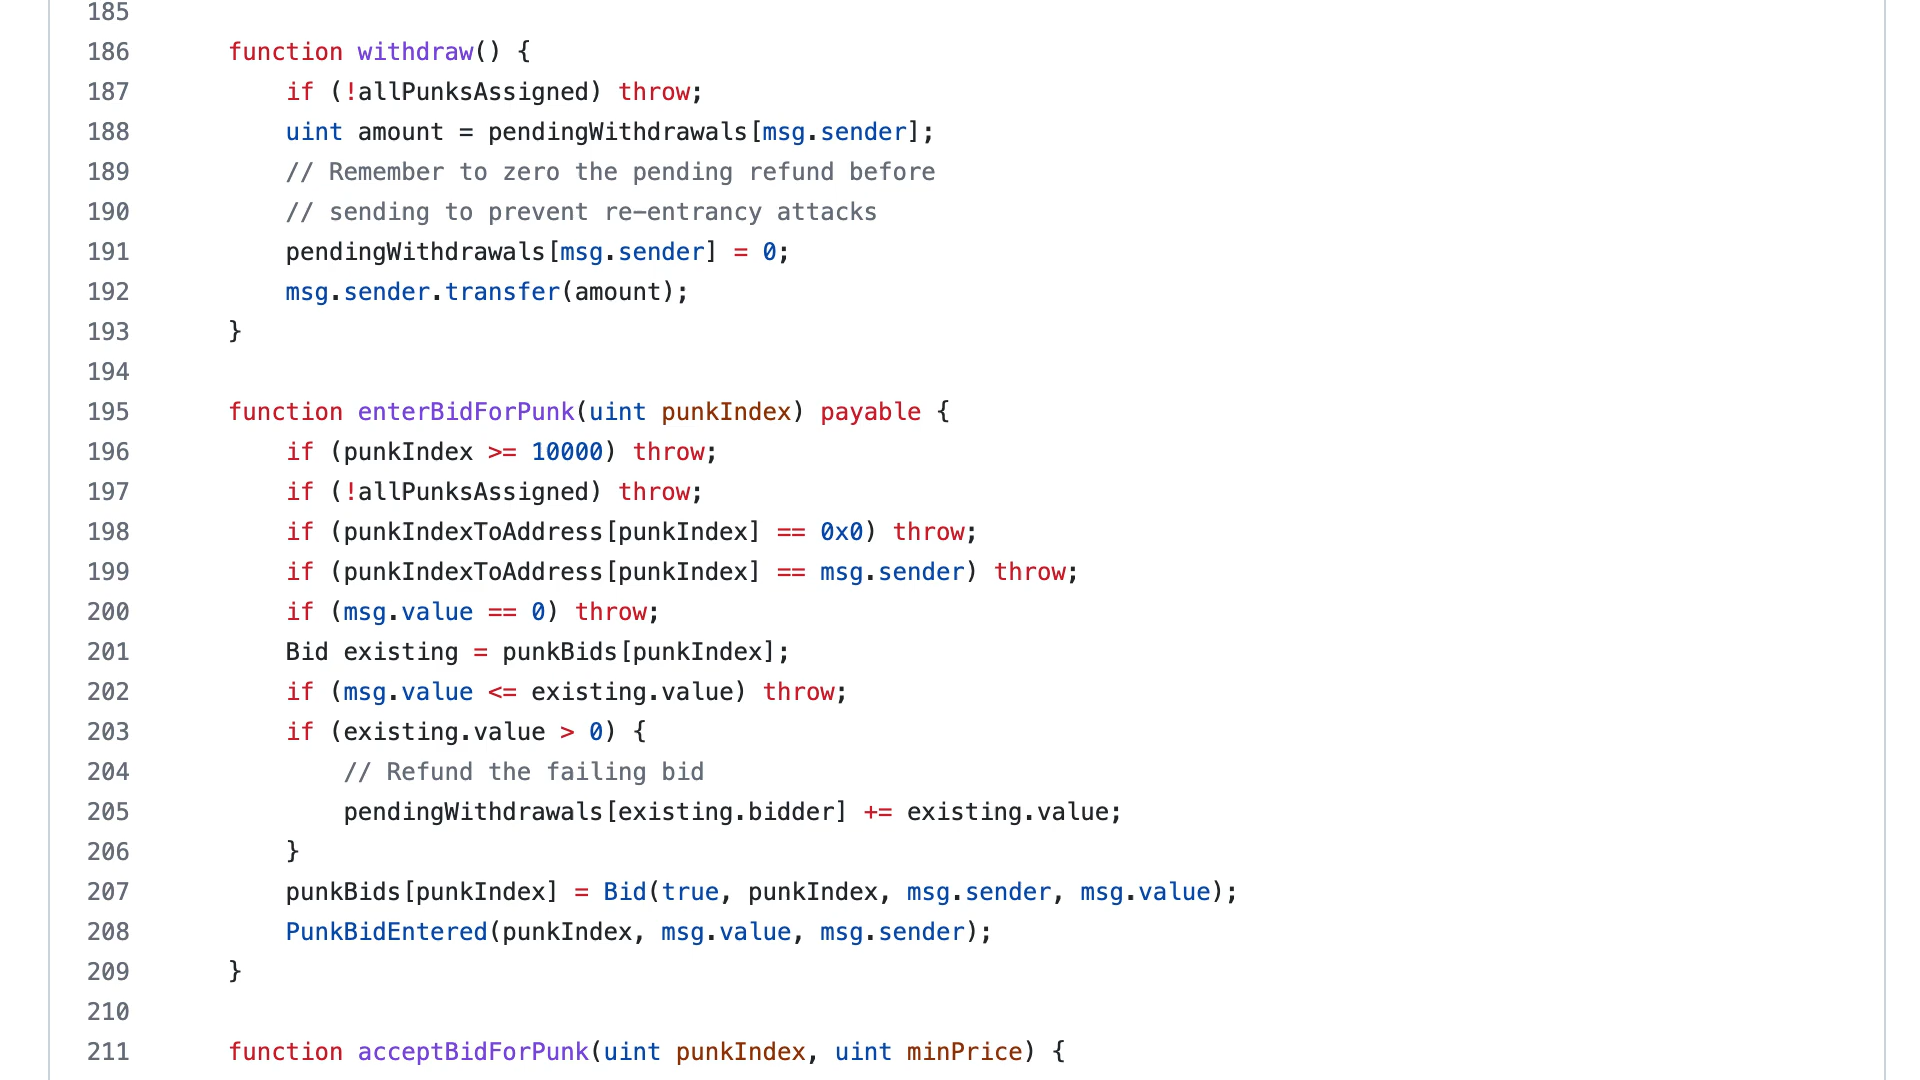 185
186 function withdraw() {
187 if (!allPunksAssigned) throw;
188 uint amount = pendingWithdrawals[msg.sender];
189 // Remember to zero the pending refund before
190 // sending to prevent re-entrancy attacks
191 pendingWithdrawals[msg.sender] = 0;
192 msg.sender.transfer(amount);
193 }
194
195 function enterBidForPunk(uint punkIndex) payable {
196 if (punkIndex >= 10000) throw;
197 if (!allPunksAssigned) throw;
198 if (punkIndexToAddress[punkIndex] == 0x0) throw;
199 if (punkIndexToAddress[punkIndex] == msg.sender) throw;
200 if (msg.value == 0) throw;
201 Bid existing = punkBids[punkIndex];
202 if (msg.value <= existing.value) throw;
203 if (existing.value > 0) {
204 // Refund the failing bid
205 pendingWithdrawals[existing.bidder] += existing.value;
206 }
207 punkBids[punkIndex] = Bid(true, punkIndex, msg.sender, msg.value);
208 PunkBidEntered(punkIndex, msg.value, msg.sender);
209 }
210
211 function acceptBidForPunk(uint punkIndex, uint minPrice) {